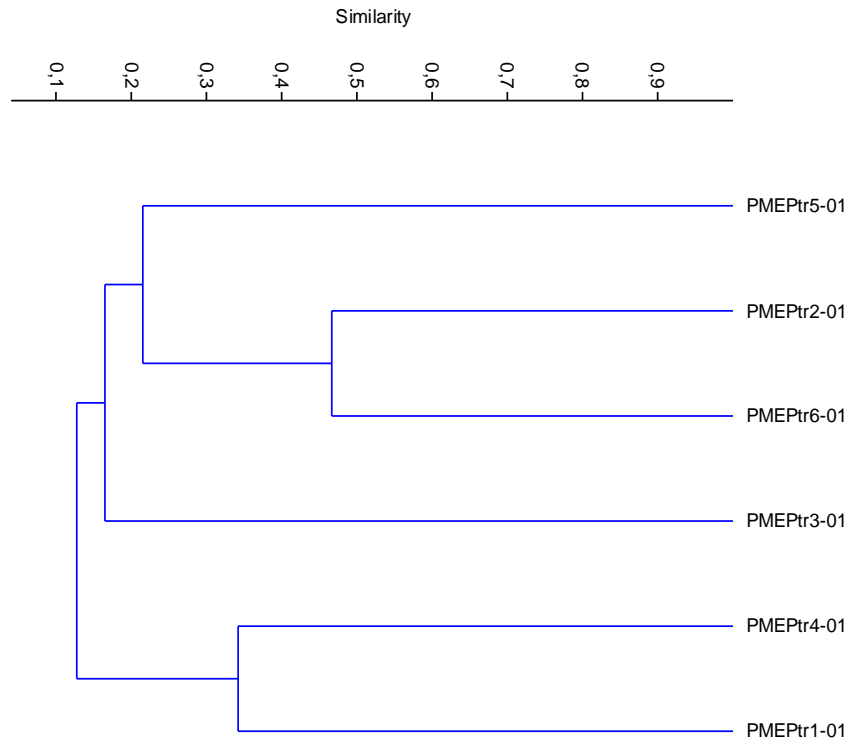 Similarity
0,1
0,2
0,3
0,4
0,5
0,6
0,7
0,8
0,9
PMEPtr5-01
PMEPtr2-01
PMEPtr6-01
PMEPtr3-01
PMEPtr4-01
PMEPtr1-01